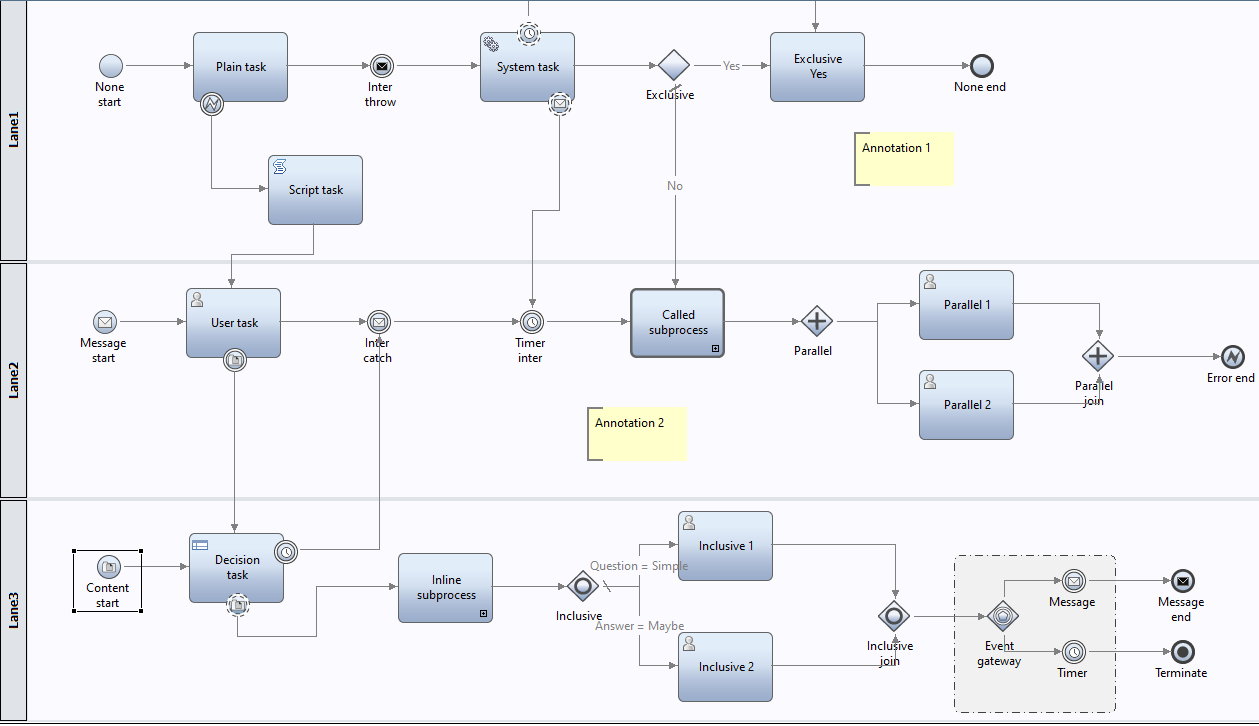 Lane1
None
start
Plain task
Inter
throw
System task
Exclusive
Yes
Exclusive
Yes
None end
Annotation 1
Script task
No
Lane2
Message
start
User task
Inter
catch
Timer
inter
Called
subprocess
Parallel
Parallel 1
Parallel 2
Parallel
join
Error end
Annotation 2
Lane3
Content
start
Decision
task
Inline
subprocess
Inclusive
Question = Simple
Answer = Maybe
Inclusive 1
Inclusive 2
Inclusive
join
Event
gateway
Message
Message
end
Timer
Terminate